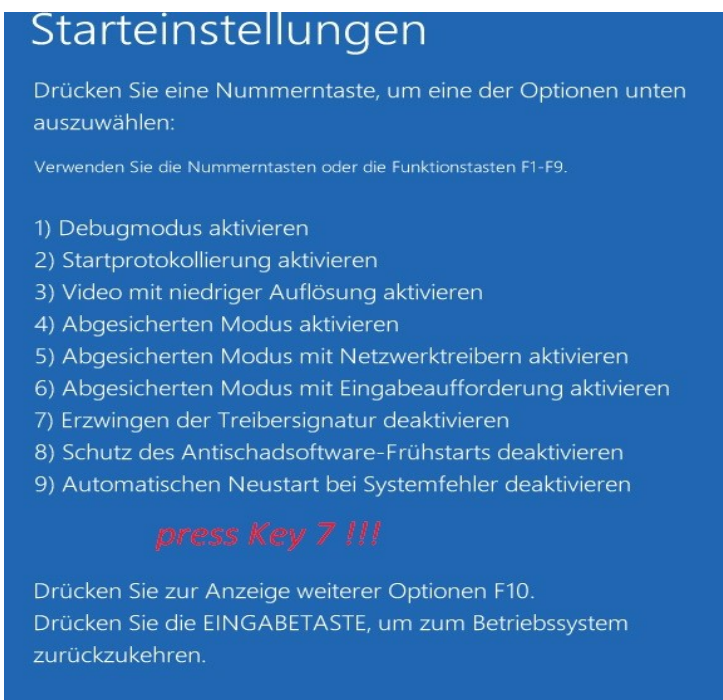 Starteinstellungen
Drücken Sie eine Nummerntaste, um eine der Optionen unten
auszuwählen:
Verwenden Sie die Nummerntasten oder die Funktionstasten F1-F9.
1) Debugmodus aktivieren
2) Startprotokollierung aktivieren
3) Video mit niedriger Auflösung aktivieren
4) Abgesicherten Modus aktivieren
5) Abgesicherten Modus mit Netzwerktreibern aktivieren
6) Abgesicherten Modus mit Eingabeaufforderung aktivieren
7) Erzwingen der Treibersignatur deaktivieren
8) Schutz des Antischadsoftware-Frühstarts deaktivieren
9) Automatischen Neustart bei Systemfehler deaktivieren
press Key 7 !!!
Drücken Sie zur Anzeige weiterer Optionen F10.
Drücken Sie die EINGABETASTE, um zum Betriebssystem
zurückzukehren.